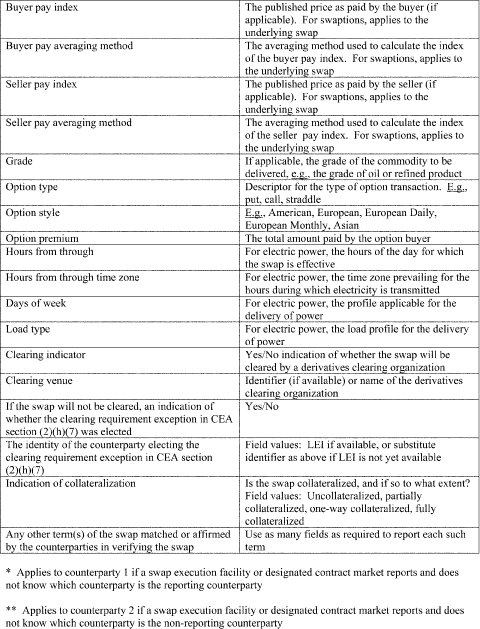 Buyer pay index
The published price as paid by the buyer (if
applicable). For swaptions, applies to the
underlying swap
Buyer pay averaging method
The averaging method used to calculate the index
of the buyer pay index. For swaptions, applies to
the underlying swap
Seller pay index
The published price as paid by the seller (if
applicable). For swaptions, applies to the
underlying swap
Seller pay averaging method
The averaging method used to calculate the index
of the seller pay index. For swaptions, applies to
the underlying swap
Grade
If applicable, the grade of the commodity to be
delivered, e.g., the grade of oil or refined product
Option type
Descriptor for the type of option transaction. E.g.,
put, call, straddle
Option style
E.g., American, European, European Daily,
European Monthly, Asian
Option premium
The total amount paid by the option buyer
Hours from through
For electric power, the hours of the day for which
the swap is effective
Hours from through time zone
For electric power, the time zone prevailing for the
hours during which electricity is transmitted
Days of week
For electric power, the profile applicable for the
delivery of power
Load type
For electric power, the load profile for the delivery
of power
Clearing indicator
Yes/No indication of whether the swap will be
cleared by a derivatives clearing organization
Clearing venue
Identifier (if available) or name of the derivatives
clearing organization
If the swap will not be cleared, an indication of
whether the clearing requirement exception in CEA
section (2)(h)(7) was elected
Yes/No
The identity of the counterparty electing the
clearing requirement exception in CEA section
(2)(h)(7)
Field values: LEI if available, or substitute
identifier as above if LEI is not yet available
Indication of collateralization
Is the swap collateralized, and if so to what extent?
Field values: Uncollateralized, partially
collateralized, one-way collateralized, fully
collateralized
Any other term(s) of the swap matched or affirmed
by the counterparties in verifying the swap
Use as many fields as required to report each such
term
* Applies to counterparty 1 if a swap execution facility or designated contract market reports and does
not know which counterparty is the reporting counterparty
** Applies to counterparty 2 if a swap execution facility or designated contract market reports and does
not know which counterparty is the non-reporting counterparty